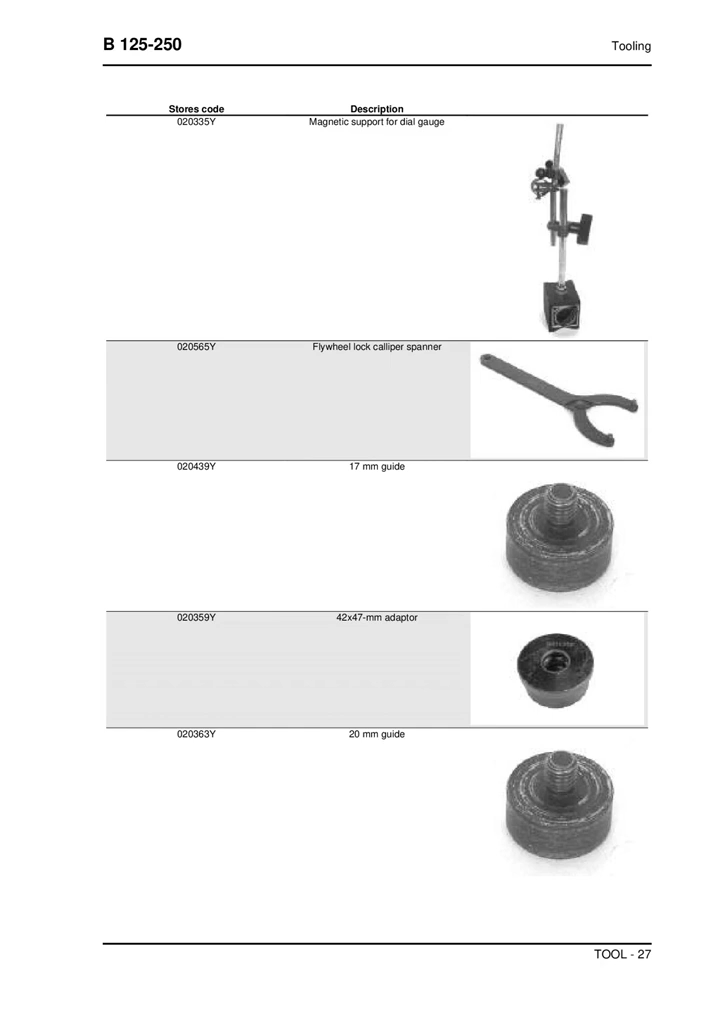 B 125-250 Tooling
Stores code Description
020335Y Magnetic support for dial gauge
020565Y Flywheel lock calliper spanner
020439Y 17 mm guide
020359Y 42x47-mm adaptor
020363Y 20 mm guide
TOOL - 27